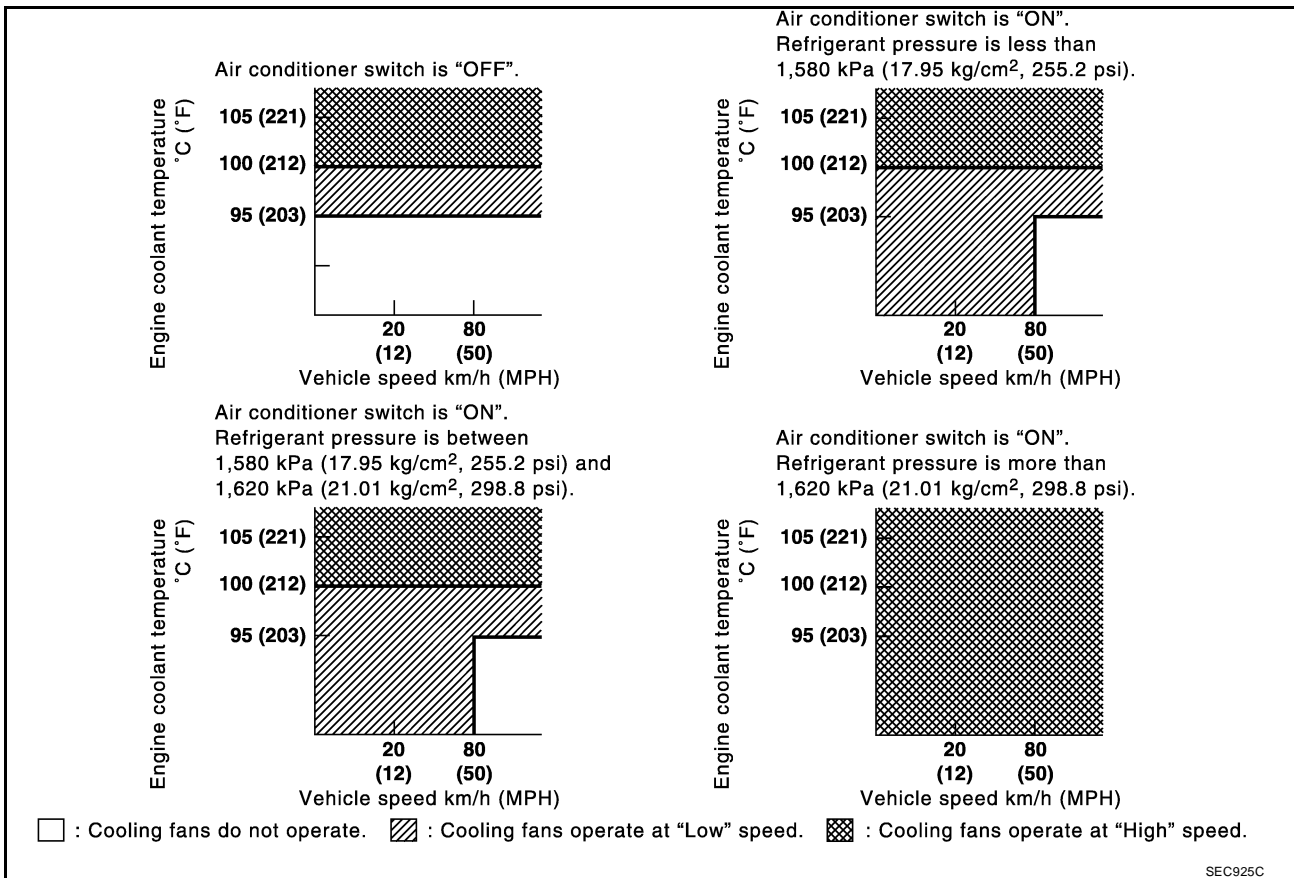 Air conditioner switch is “OFF”.
Engine coolant temperature
˚C (˚F)
105 (221)
100 (212)
95 (203)
20
(12)
80
(50)
Vehicle speed km/h (MPH)
Air conditioner switch is “ON”.
Refrigerant pressure is less than
1,580 kPa (17.95 kg/cm², 255.2 psi).
Engine coolant temperature
˚C (˚F)
105 (221)
100 (212)
95 (203)
20
(12)
80
(50)
Vehicle speed km/h (MPH)
Air conditioner switch is “ON”.
Refrigerant pressure is between
1,580 kPa (17.95 kg/cm², 255.2 psi) and
1,620 kPa (21.01 kg/cm², 298.8 psi).
Engine coolant temperature
˚C (˚F)
105 (221)
100 (212)
95 (203)
20
(12)
80
(50)
Vehicle speed km/h (MPH)
Air conditioner switch is “ON”.
Refrigerant pressure is more than
1,620 kPa (21.01 kg/cm², 298.8 psi).
Engine coolant temperature
˚C (˚F)
105 (221)
100 (212)
95 (203)
20
(12)
80
(50)
Vehicle speed km/h (MPH)
: Cooling fans do not operate.
: Cooling fans operate at “Low” speed.
: Cooling fans operate at “High” speed.
SEC925C